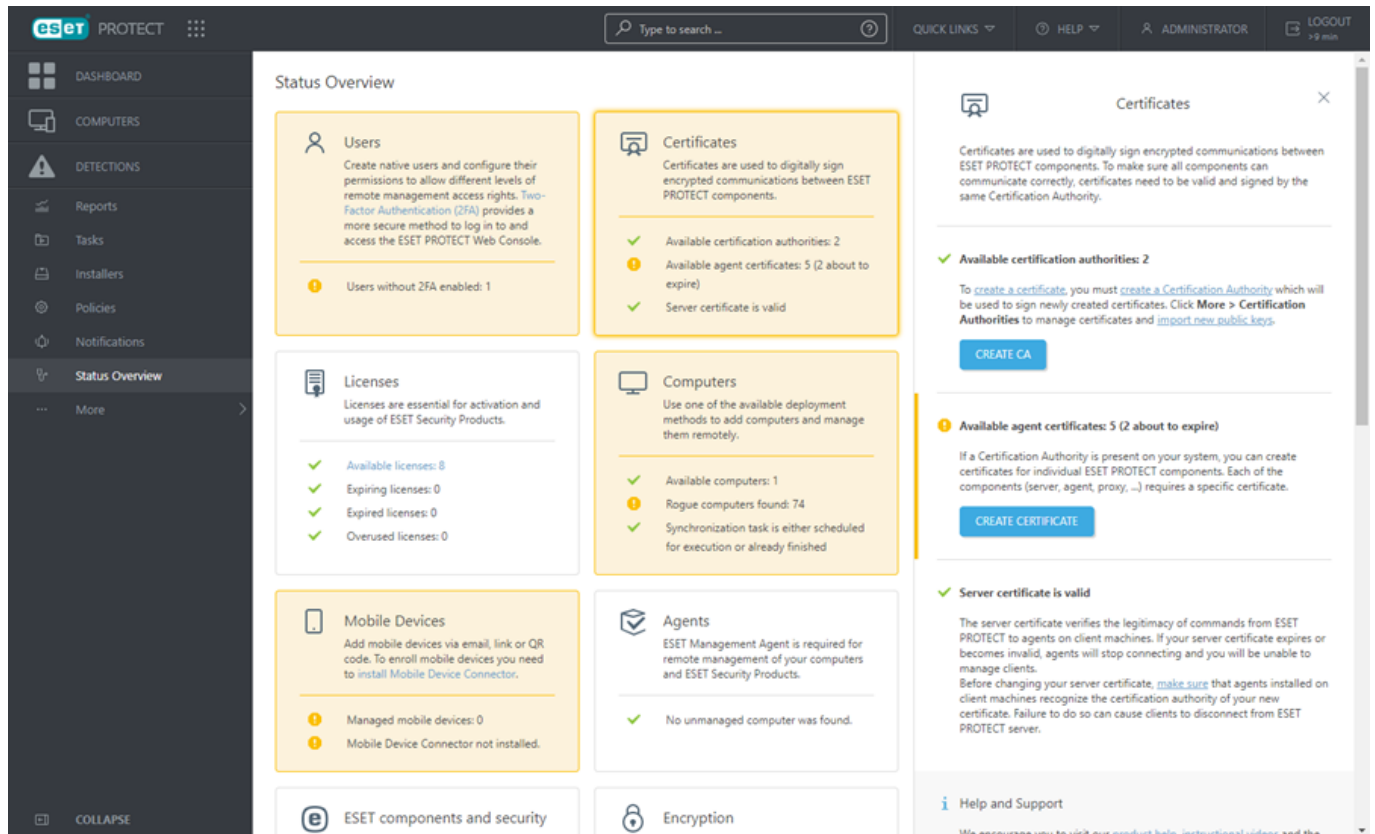 eset PROTECT
Type to search ...
QUICK LINKS
HELP
ADMINISTRATOR
LOGOUT
>9 min
DASHBOARD
COMPUTERS
DETECTIONS
Reports
Tasks
Installers
Policies
Notifications
Status Overview
More
COLLAPSE
Status Overview
Users
Create native users and configure their
permissions to allow different levels of
remote management access rights. Two-
Factor Authentication (2FA) provides a
more secure method to log in to and
access the ESET PROTECT Web Console.
Users without 2FA enabled: 1
Certificates
Certificates are used to digitally sign
encrypted communications between ESET
PROTECT components.
Available certification authorities: 2
Available agent certificates: 5 (2 about to
expire)
Server certificate is valid
Licenses
Licenses are essential for activation and
usage of ESET Security Products.
Available licenses: 8
Expiring licenses: 0
Expired licenses: 0
Overused licenses: 0
Computers
Use one of the available deployment
methods to add computers and manage
them remotely.
Available computers: 1
Rogue computers found: 74
Synchronization task is either scheduled
for execution or already finished
Mobile Devices
Add mobile devices via email, link or QR
code. To enroll mobile devices you need
to install Mobile Device Connector.
Managed mobile devices: 0
Mobile Device Connector not installed.
Agents
ESET Management Agent is required for
remote management of your computers
and ESET Security Products.
No unmanaged computer was found.
ESET components and security
Encryption
Certificates
Certificates are used to digitally sign encrypted communications between
ESET PROTECT components. To make sure all components can
communicate correctly, certificates need to be valid and signed by the
same Certification Authority.
Available certification authorities: 2
To create a certificate, you must create a Certification Authority which will
be used to sign newly created certificates. Click More > Certification
Authorities to manage certificates and import new public keys.
CREATE CA
Available agent certificates: 5 (2 about to expire)
If a Certification Authority is present on your system, you can create
certificates for individual ESET PROTECT components. Each of the
components (server, agent, proxy, ...) requires a specific certificate.
CREATE CERTIFICATE
Server certificate is valid
The server certificate verifies the legitimacy of commands from ESET
PROTECT to agents on client machines. If your server certificate expires or
becomes invalid, agents will stop connecting and you will be unable to
manage clients.
Before changing your server certificate, make sure that agents installed on
client machines recognize the certification authority of your new
certificate. Failure to do so can cause clients to disconnect from ESET
PROTECT server.
Help and Support
We encourage you to visit our product help, instructional videos and the